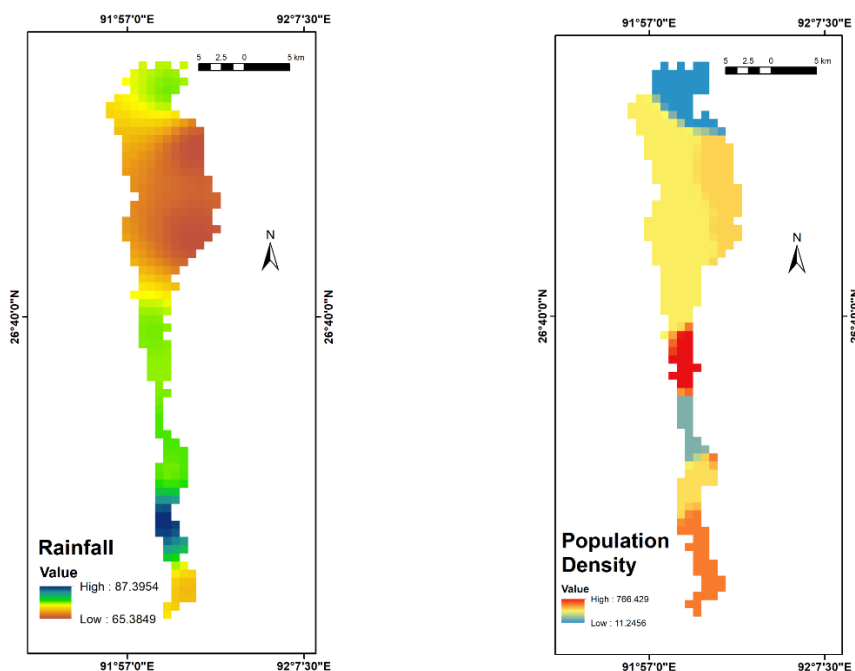 91°57'0"E 92°7'30"E
5 2.5 0 5 km
N
26°40'0"N
26°40'0"N
Rainfall
Value
High : 87.3954
Low : 65.3849
91°57'0"E 92°7'30"E
91°57'0"E 92°7'30"E
5 2.5 0 5 km
N
26°40'0"N
26°40'0"N
Population
Density
Value
High : 766.429
Low : 11.2456
91°57'0"E 92°7'30"E